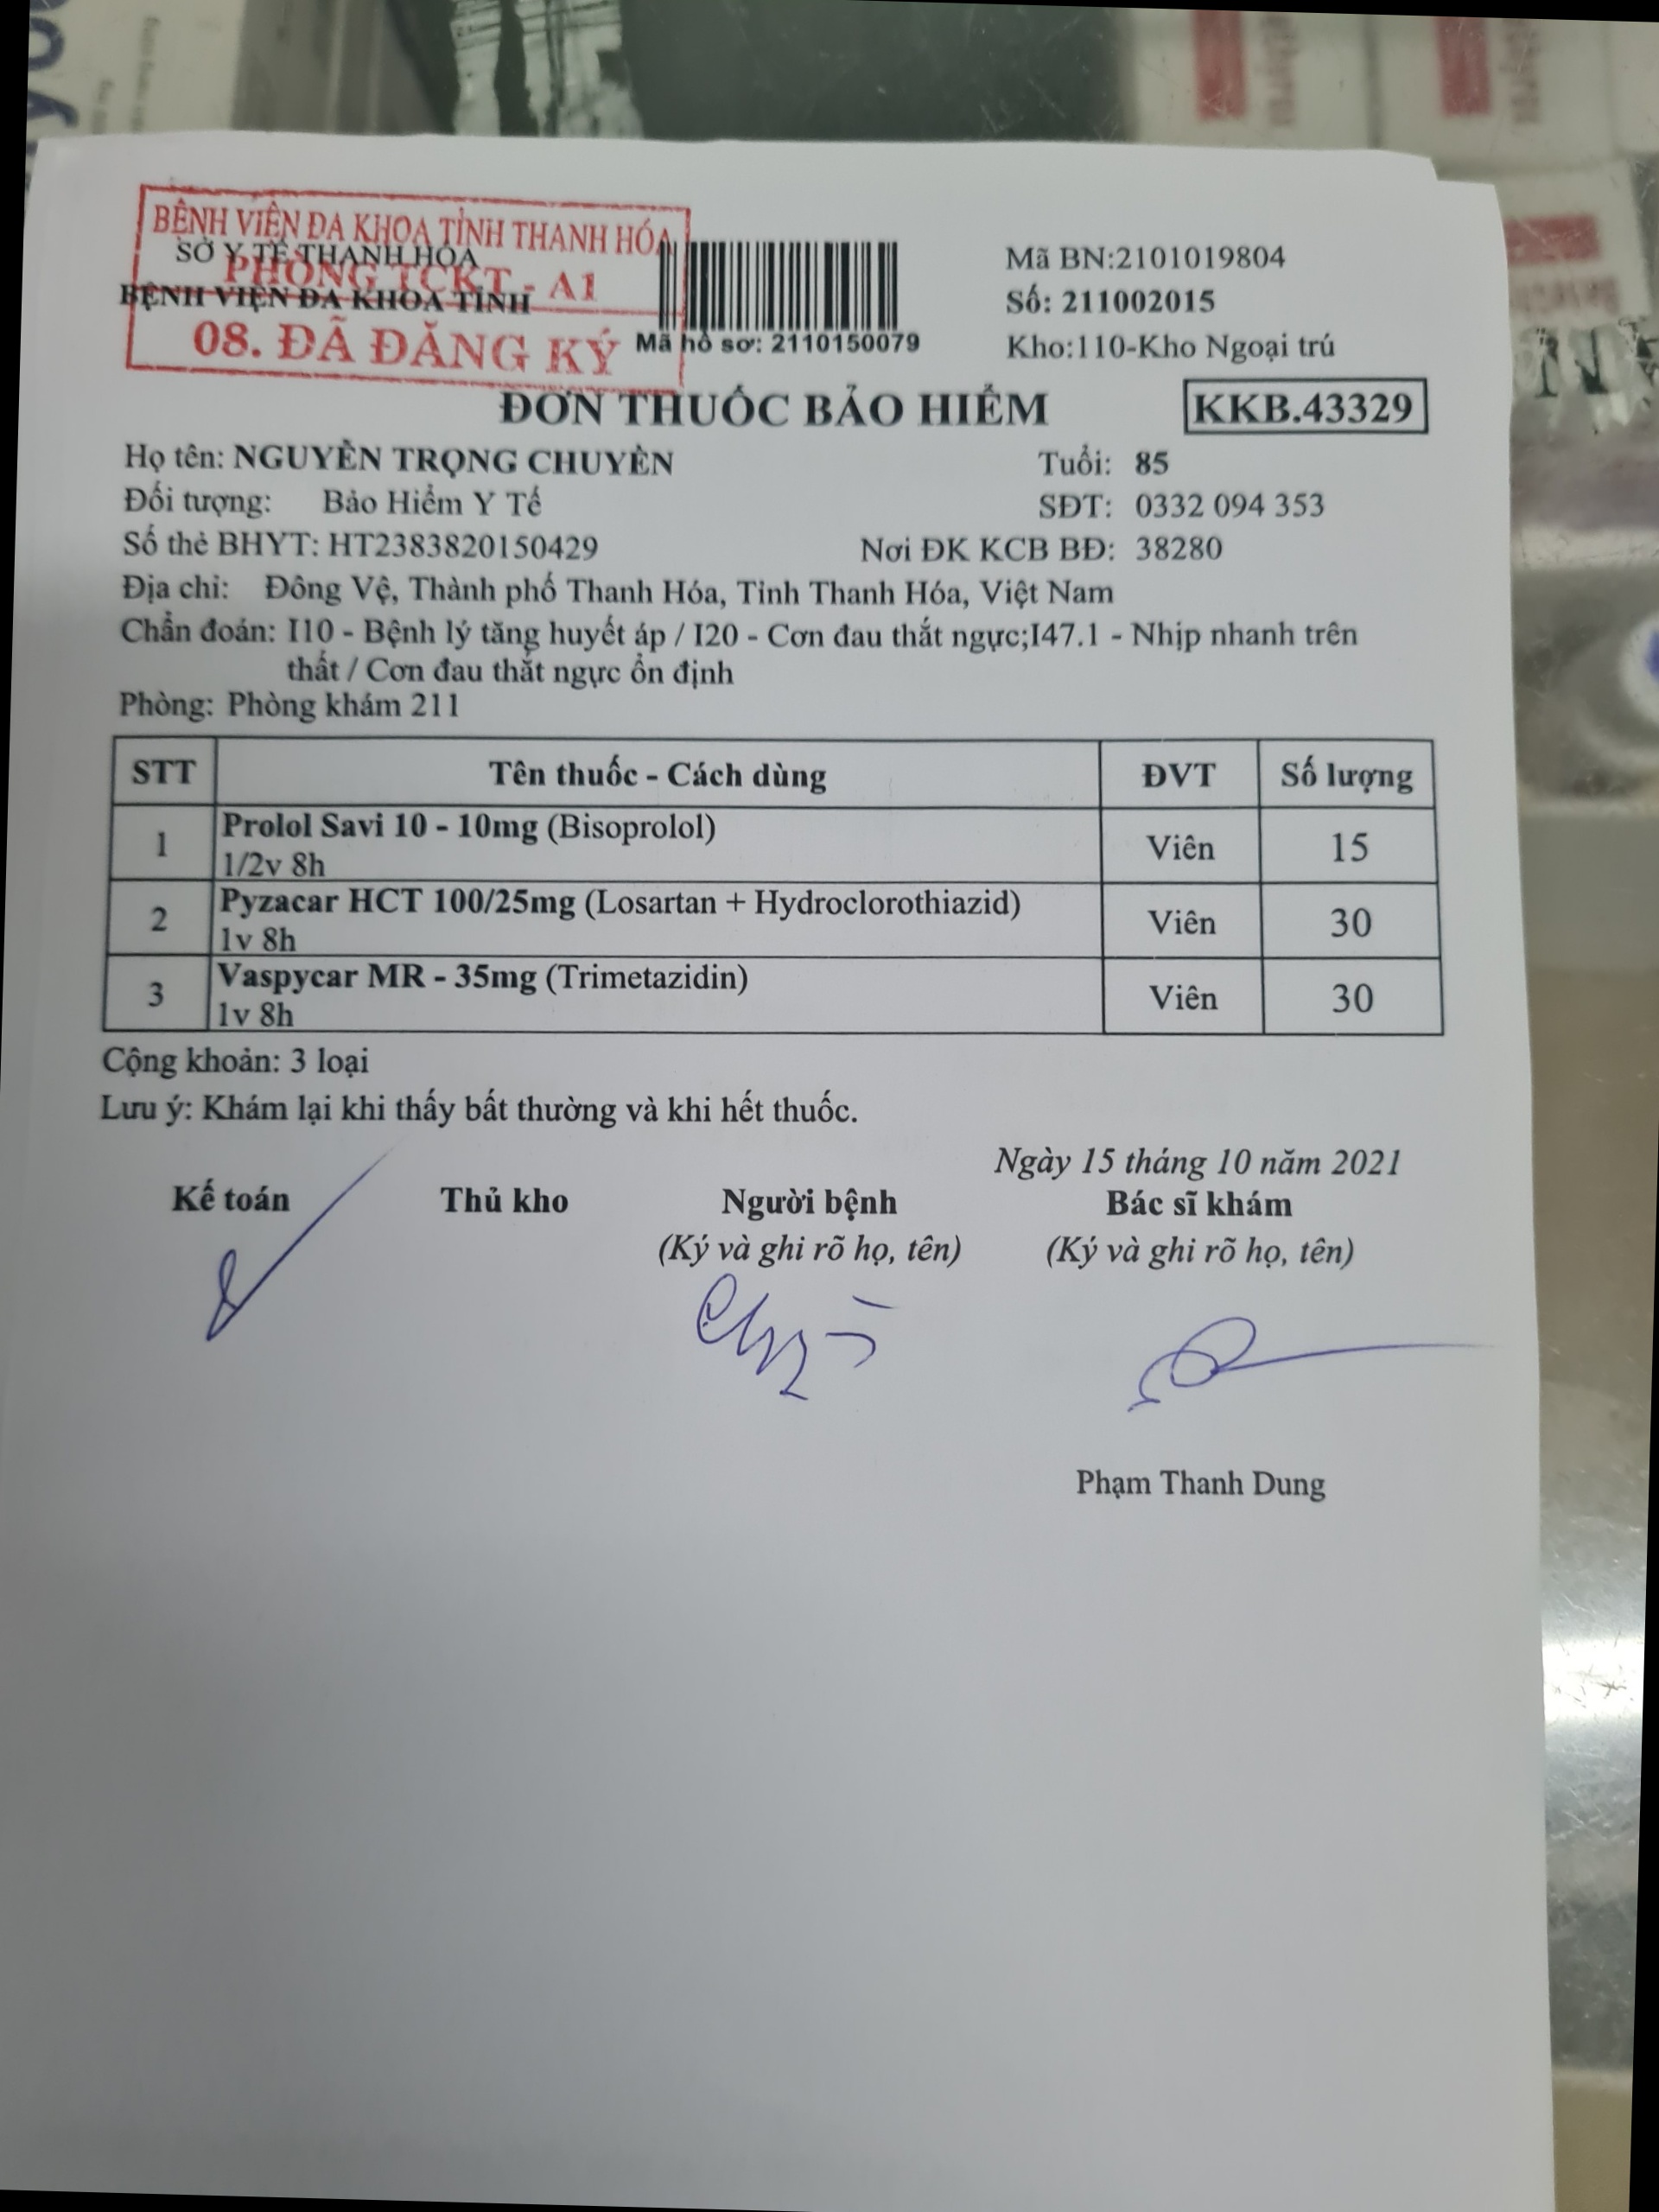 BỆNH VIỆN ĐA KHOA TỈNH THANH HÓA
SỞ Y TẾ THANH HÓA
PHÒNG TCKT - A1
BỆNH VIỆN ĐA KHOA TỈNH
08. ĐÃ ĐĂNG KÝ
Mã hồ sơ: 2110150079
Mã BN:2101019804
Số: 211002015
Kho:110-Kho Ngoại trú
ĐƠN THUỐC BẢO HIỂM
KKB.43329
Họ tên: NGUYỄN TRỌNG CHUYỀN Tuổi: 85
Đối tượng: Bảo Hiểm Y Tế SĐT: 0332 094 353
Số thẻ BHYT: HT2383820150429 Nơi ĐK KCB BĐ: 38280
Địa chỉ: Đông Vệ, Thành phố Thanh Hóa, Tỉnh Thanh Hóa, Việt Nam
Chẩn đoán: I10 - Bệnh lý tăng huyết áp / I20 - Cơn đau thắt ngực;I47.1 - Nhịp nhanh trên
thất / Cơn đau thắt ngực ổn định
Phòng: Phòng khám 211
STT Tên thuốc - Cách dùng ĐVT Số lượng
1 Prolol Savi 10 - 10mg (Bisoprolol) Viên 15
1/2v 8h
2 Pyzacar HCT 100/25mg (Losartan + Hydroclorothiazid) Viên 30
1v 8h
3 Vaspycar MR - 35mg (Trimetazidin) Viên 30
1v 8h
Cộng khoản: 3 loại
Lưu ý: Khám lại khi thấy bất thường và khi hết thuốc.
Ngày 15 tháng 10 năm 2021
Kế toán Thủ kho Người bệnh Bác sĩ khám
(Ký và ghi rõ họ, tên) (Ký và ghi rõ họ, tên)
Phạm Thanh Dung